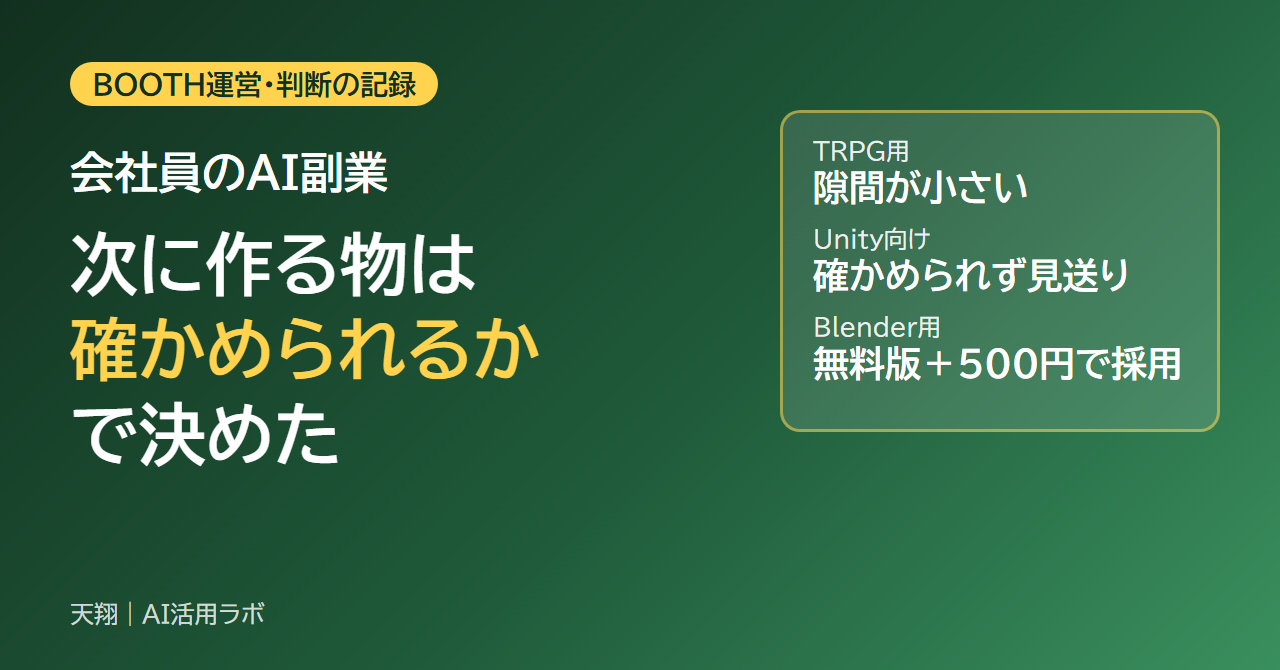 BOOTH運営・判断の記録
会社員のAI副業
次に作る物は
確かめられるか
で決めた
TRPG用
隙間が小さい
Unity向け
確かめられず見送り
Blender用
無料版＋500円で採用
天翔｜AI活用ラボ